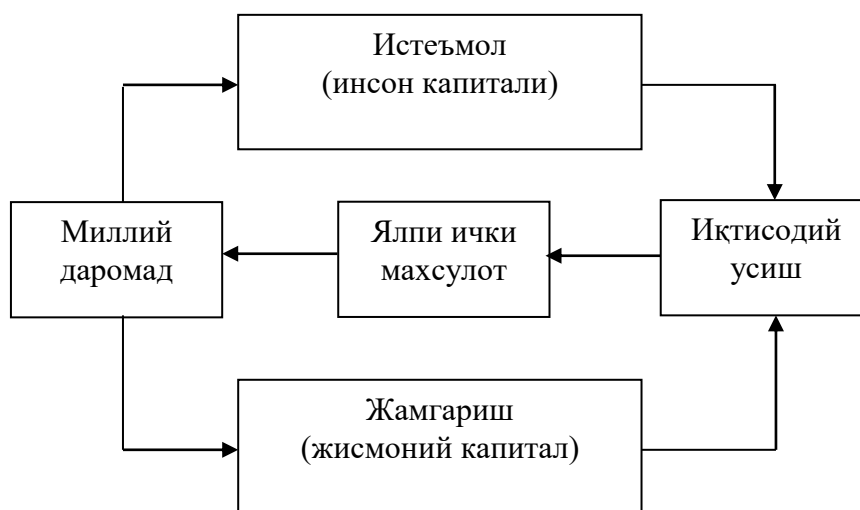 Истеъмол
(инсон капитали)
Миллий
даромад
Ялпи ички
махсулот
Иқтисодий
усиш
Жамгариш
(жисмоний капитал)